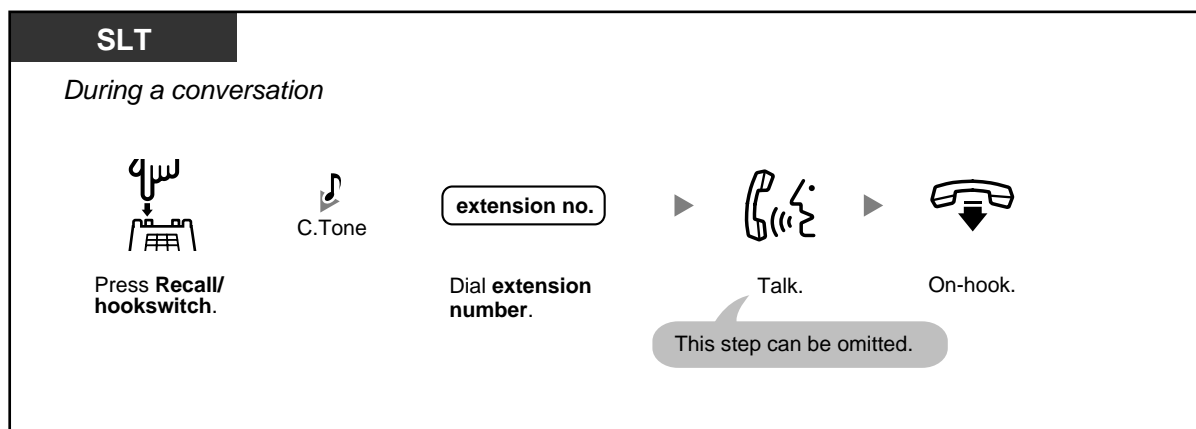 SLT
During a conversation
C.Tone
extension no.
Press Recall/
hookswitch.
Dial extension
number.
Talk.
On-hook.
This step can be omitted.